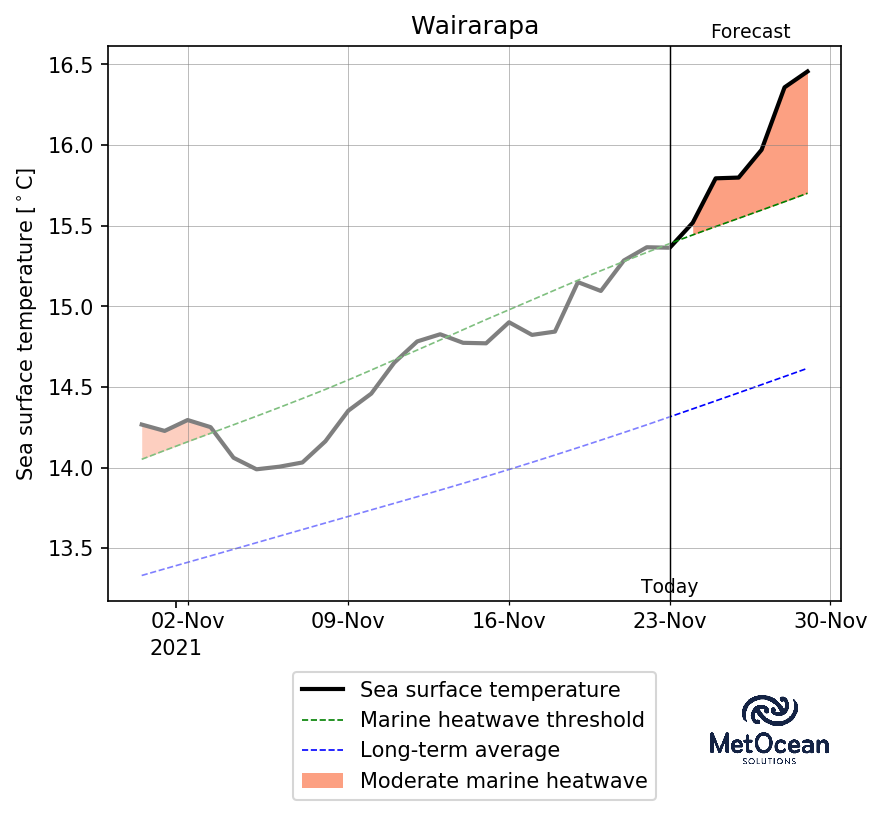 Wairarapa
Forecast
Sea surface temperature [°C]
16.5
16.0
15.5
15.0
14.5
14.0
13.5
Today
02-Nov 09-Nov 16-Nov 23-Nov 30-Nov
2021
Sea surface temperature
Marine heatwave threshold
Long-term average
Moderate marine heatwave
MetOcean
SOLUTIONS